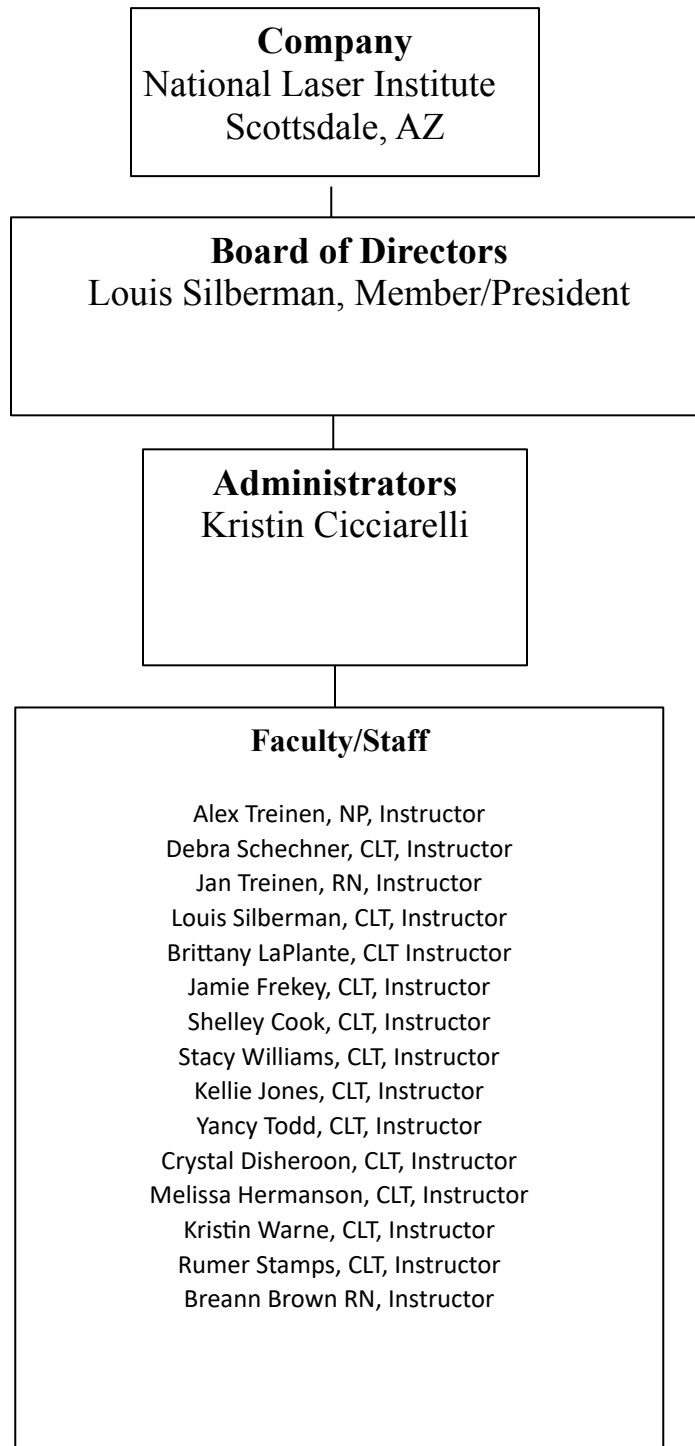 Company
National Laser Institute
Scottsdale, AZ
Board of Directors
Louis Silberman, Member/President
Administrators
Kristin Cicciarelli
Faculty/Staff
Alex Treinen, NP, Instructor
Debra Schechner, CLT, Instructor
Jan Treinen, RN, Instructor
Louis Silberman, CLT, Instructor
Brittany LaPlante, CLT Instructor
Jamie Frekey, CLT, Instructor
Shelley Cook, CLT, Instructor
Stacy Williams, CLT, Instructor
Kellie Jones, CLT, Instructor
Yancy Todd, CLT, Instructor
Crystal Disheroon, CLT, Instructor
Melissa Hermanson, CLT, Instructor
Kristin Warne, CLT, Instructor
Rumer Stamps, CLT, Instructor
Breann Brown RN, Instructor